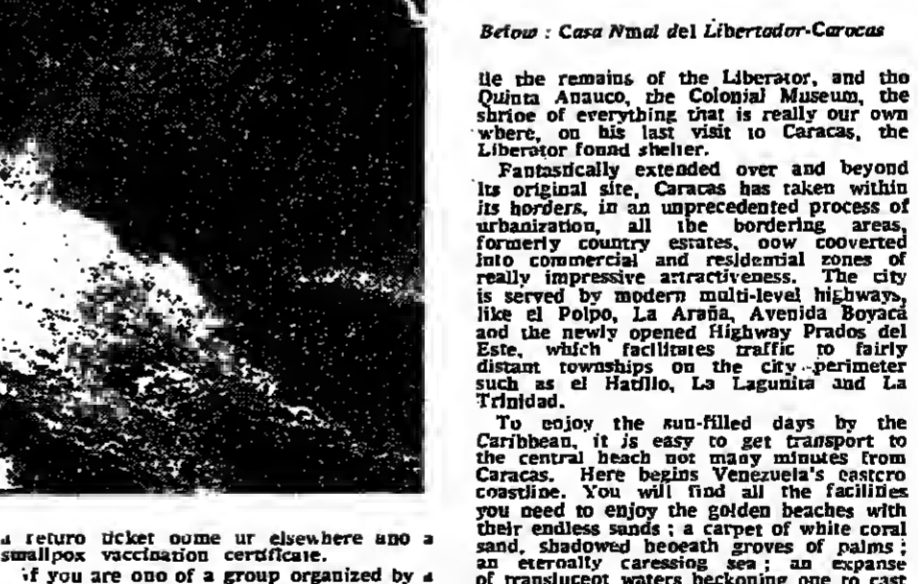 a return ticket home or elsewhere and a
smallpox vaccination certificate.
if you are one of a group organized by a
Below : Casa Natal del Libertador-Caracas
lie the remains of the Liberator, and the
Quinta Anauco, the Colonial Museum, the
shrine of everything that is really our own
where, on his last visit to Caracas, the
Liberator found shelter.
Fantastically extended over and beyond
its original site, Caracas has taken within
its borders, in an unprecedented process of
urbanization, all the bordering areas,
formerly country estates, now converted
into commercial and residential zones of
really impressive attractiveness. The city
is served by modern multi-level highways,
like el Polpo, La Araña, Avenida Boyacá
and the newly opened Highway Prados del
Este, which facilitates traffic to fairly
distant townships on the city perimeter
such as el Hatillo, La Lagunita and La
Trinidad.
To enjoy the sun-filled days by the
Caribbean, it is easy to get transport to
the central beach not many minutes from
Caracas. Here begins Venezuela's eastern
coastline. You will find all the facilities
you need to enjoy the golden beaches with
their endless sands ; a carpet of white coral
sand, shadowed beneath groves of palms ;
an eternally caressing sea ; an expanse
of translucent waters beckoning one to cast